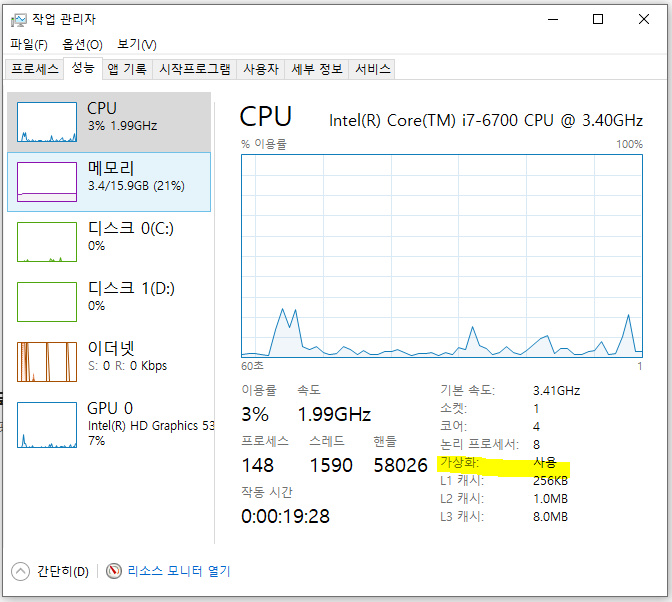 작업 관리자
파일(F) 옵션(O) 보기(V)
프로세스 성능 앱 기록 시작프로그램 사용자 세부 정보 서비스
CPU
3% 1.99GHz
메모리
3.4/15.9GB (21%)
디스크 0(C:)
0%
디스크 1(D:)
0%
이더넷
S: 0 R: 0 Kbps
GPU 0
Intel(R) HD Graphics 53
7%
CPU Intel(R) Core(TM) i7-6700 CPU @ 3.40GHz
% 이용률 100%
60초 1
이용률 속도
3% 1.99GHz
프로세스 스레드 핸들
148 1590 58026
작동 시간
0:00:19:28
기본 속도: 3.41GHz
소켓: 1
코어: 4
논리 프로세서: 8
가상화: 사용
L1 캐시: 256KB
L2 캐시: 1.0MB
L3 캐시: 8.0MB
간단히(D) 리소스 모니터 열기